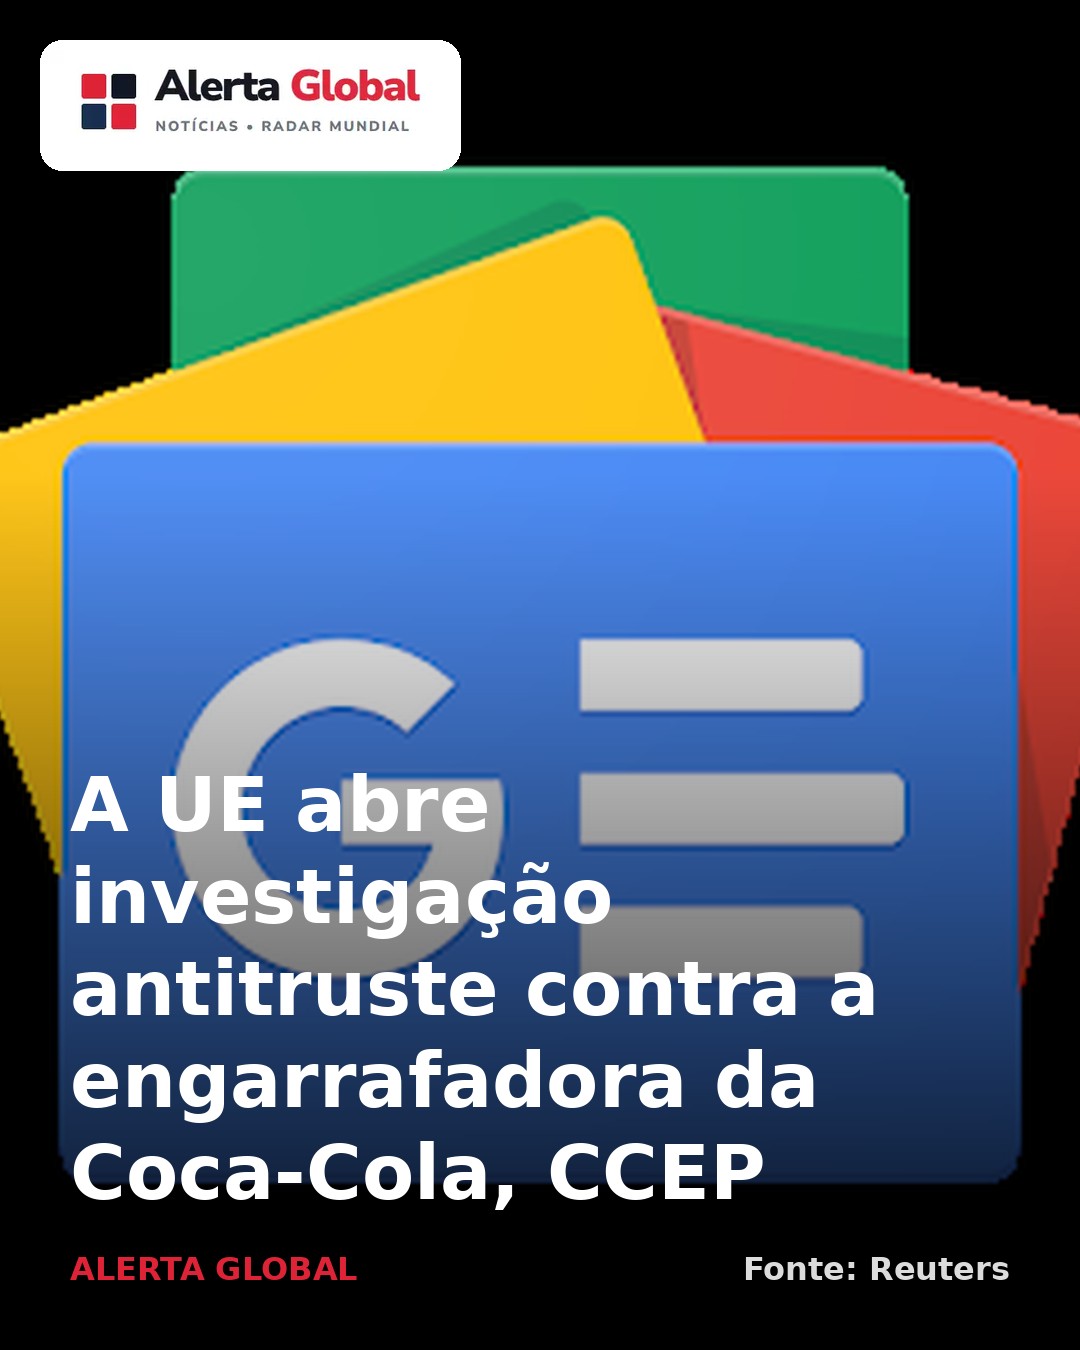 Alerta Global
NOTÍCIAS • RADAR MUNDIAL
G
A UE abre
investigação
antitruste contra a
engarrafadora da
Coca-Cola, CCEP
ALERTA GLOBAL
Fonte: Reuters